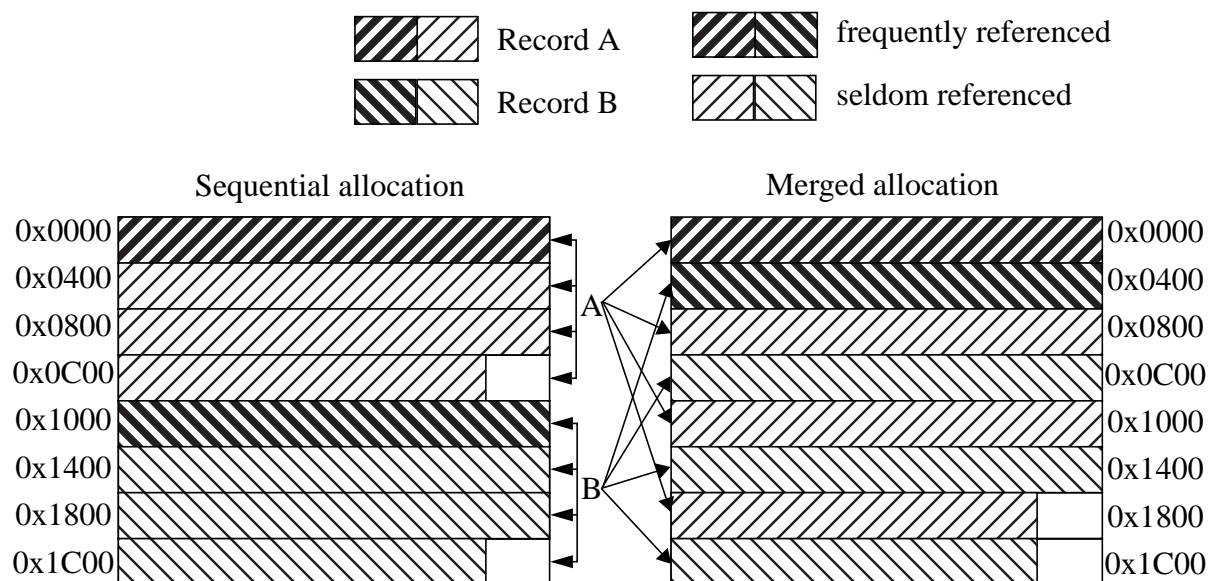 Record A
frequently referenced
Record B
seldom referenced
Sequential allocation
Merged allocation
0x0000
0x0400
0x0800
0x0C00
0x1000
0x1400
0x1800
0x1C00
A
B
0x0000
0x0400
0x0800
0x0C00
0x1000
0x1400
0x1800
0x1C00